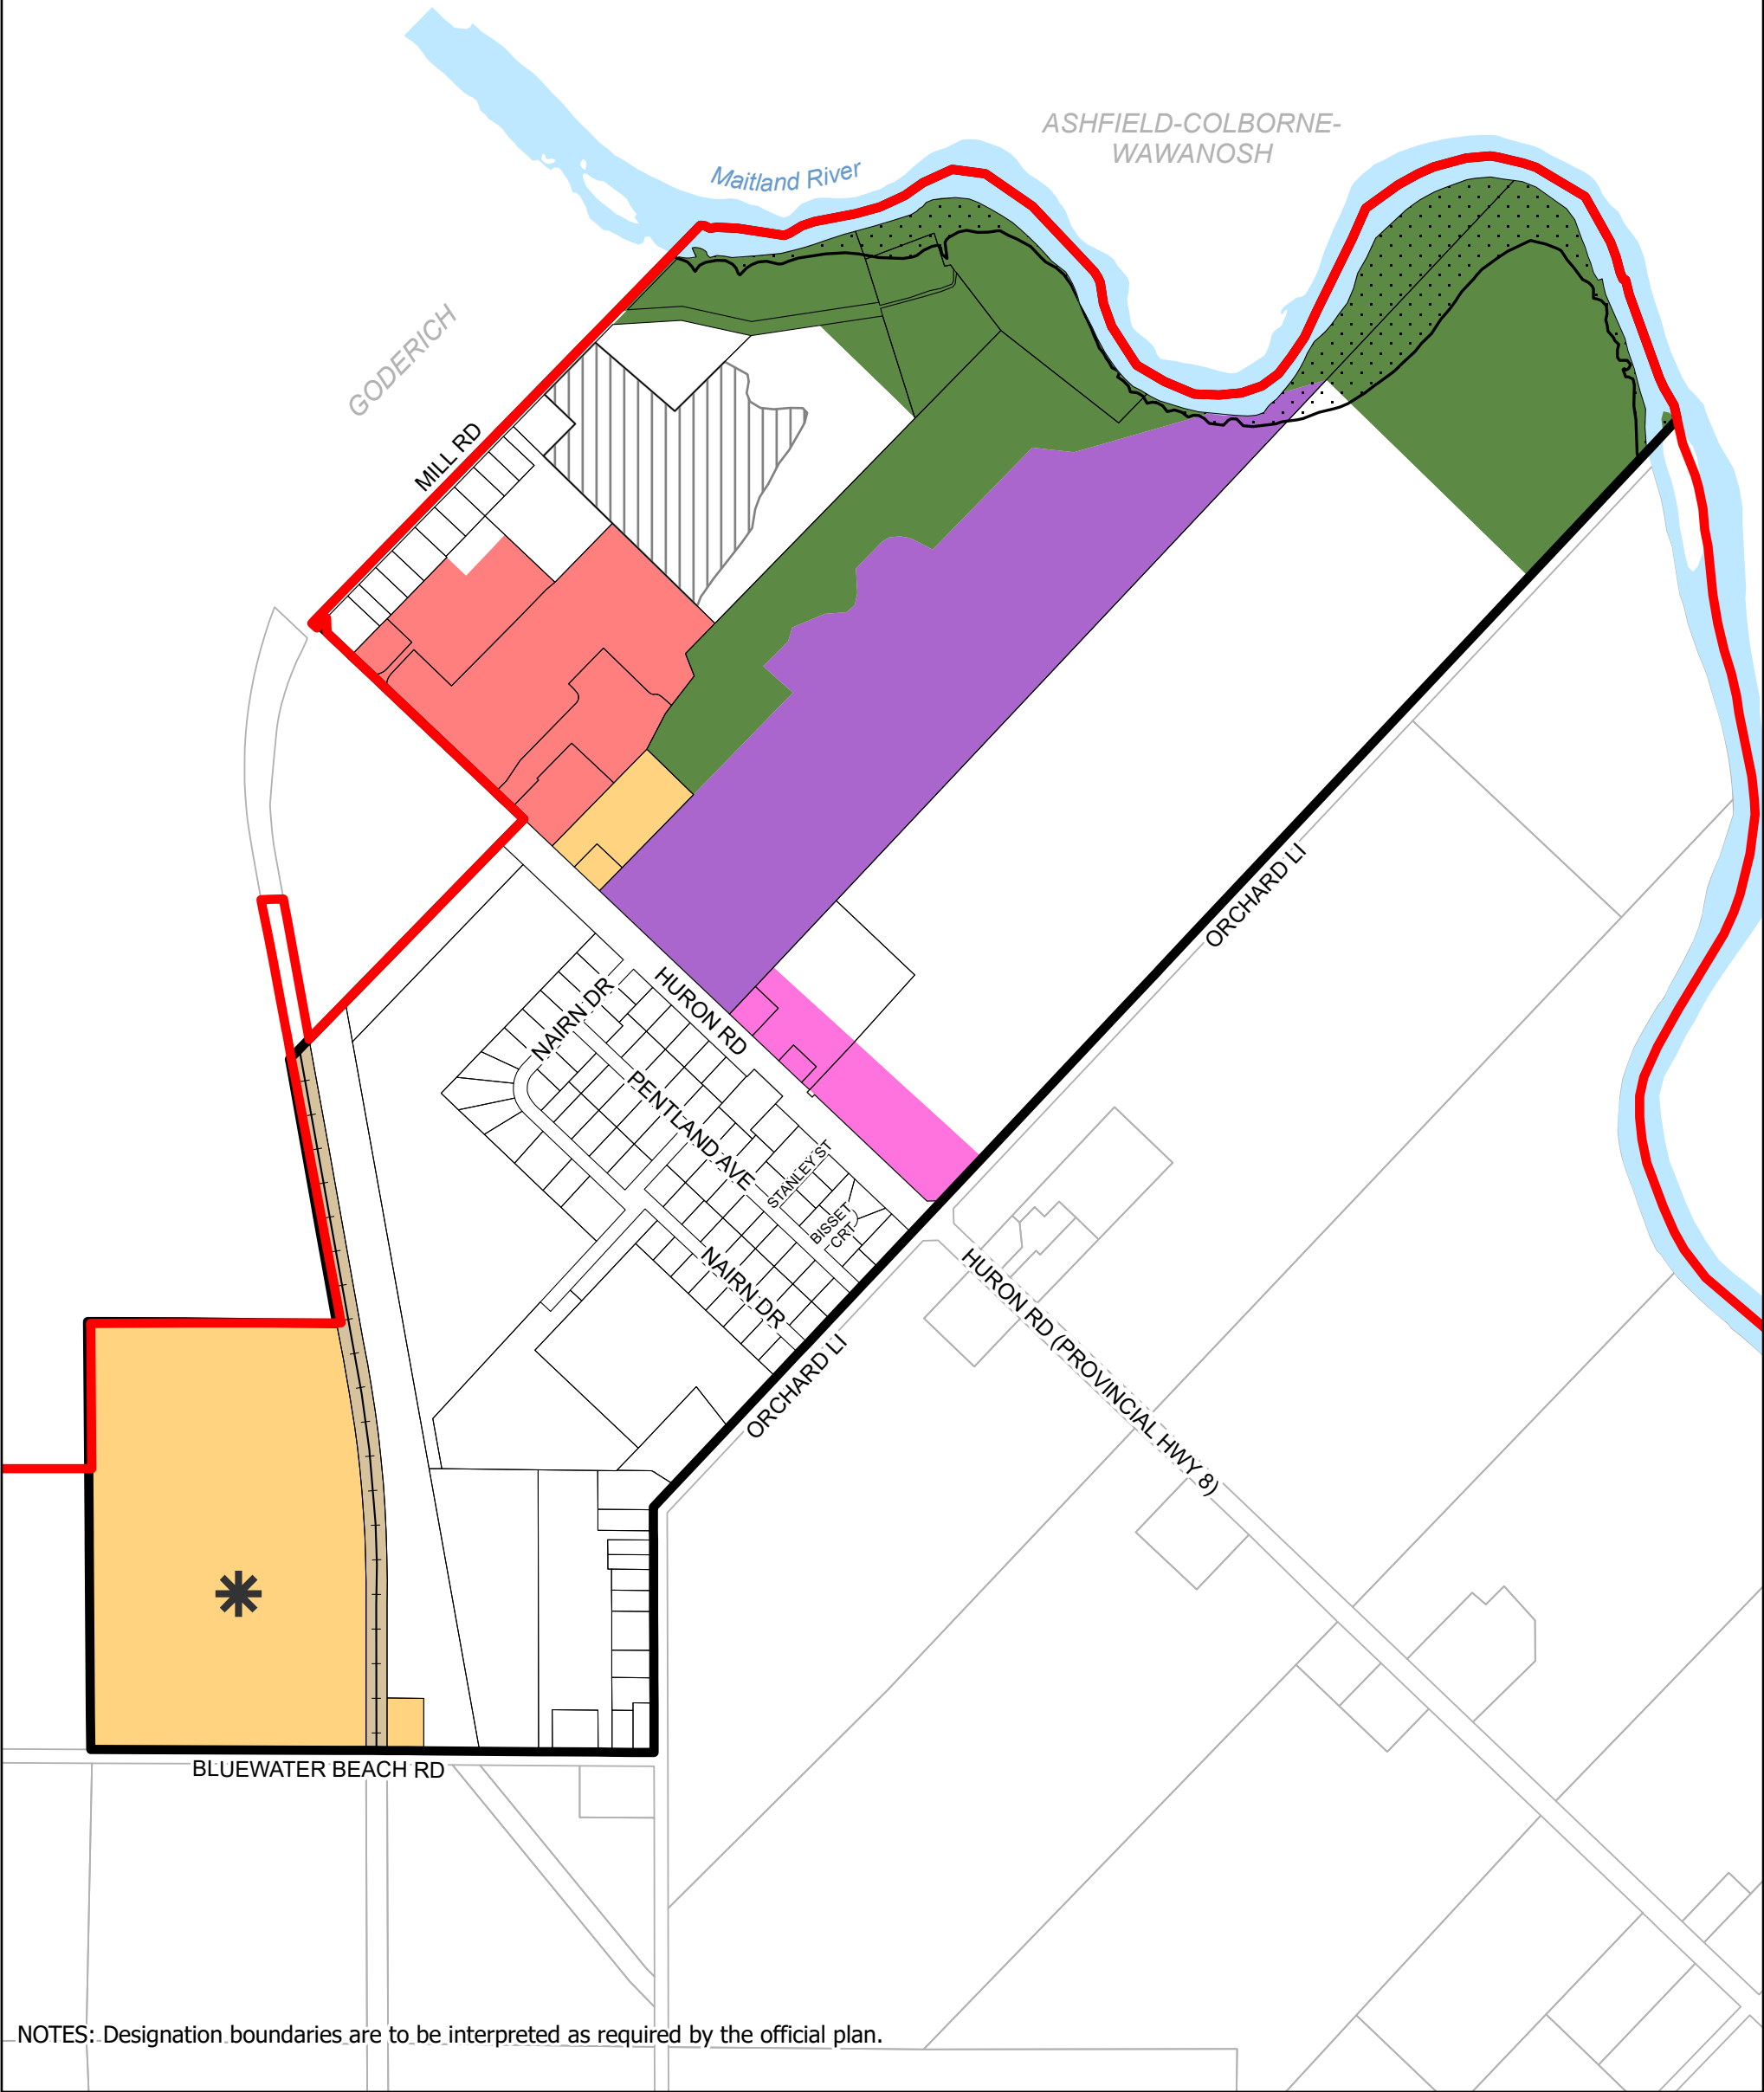 ASHFIELD-COLBORNE-
WAWANOSH
Maitland River
GODERICH
MILL RD
ORCHARD LI
HURON RD
NAIRN DR
PENTLAND AVE
STANLEY ST
BISSET
CRT
NAIRN DR
HURON RD (PROVINCIAL HWY 8)
ORCHARD LI
BLUEWATER BEACH RD
NOTES: Designation boundaries are to be interpreted as required by the official plan.